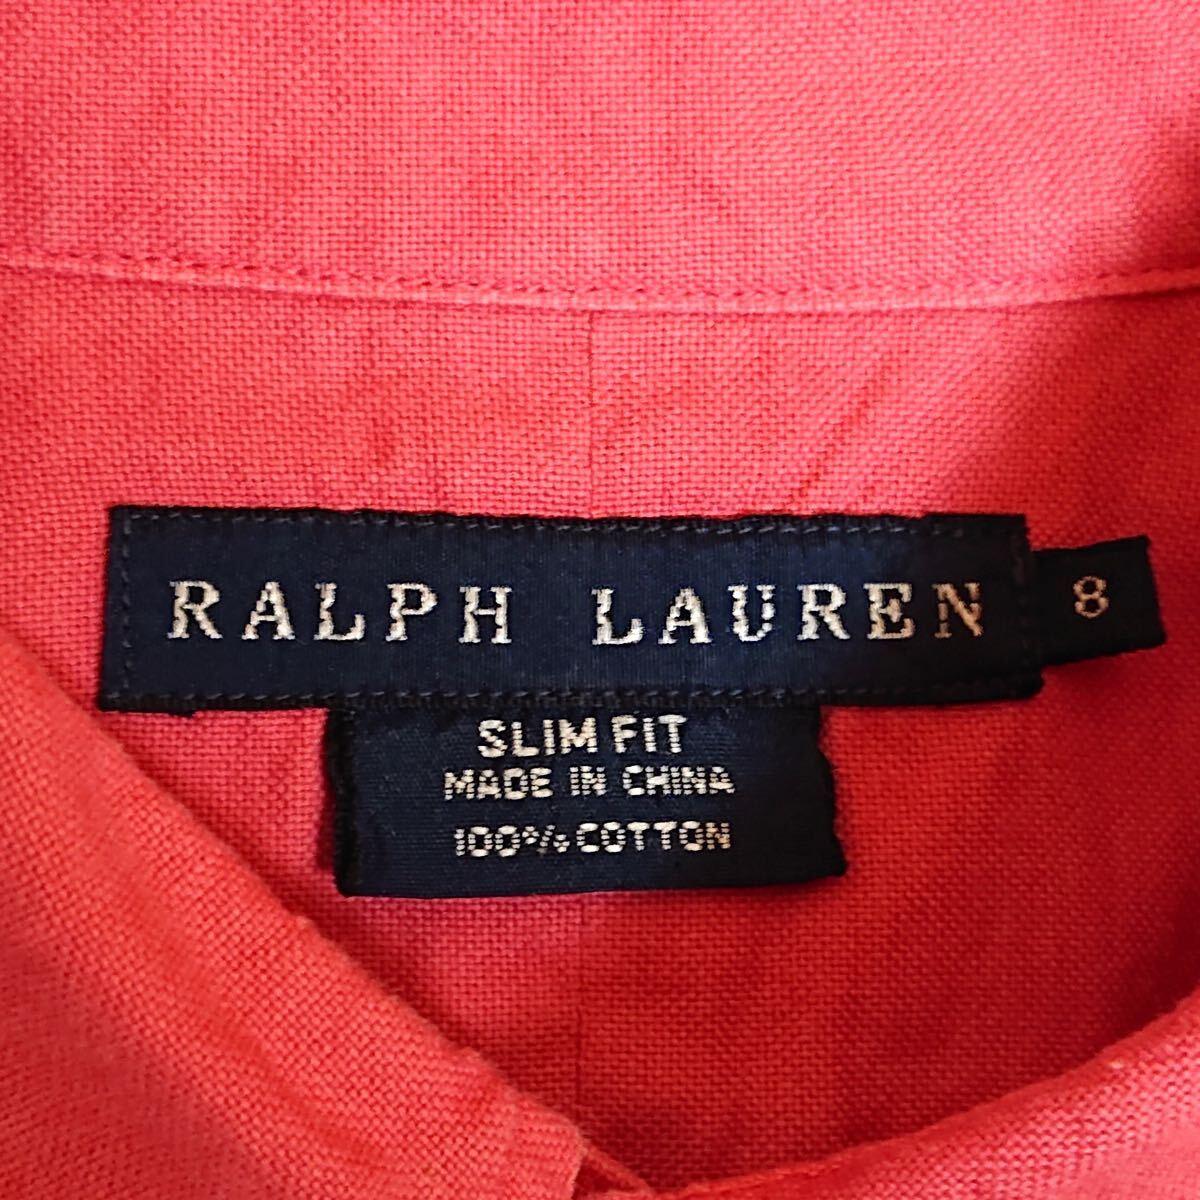 RALPH LAUREN 8
SLIM FIT
MADE IN CHINA
100% COTTON